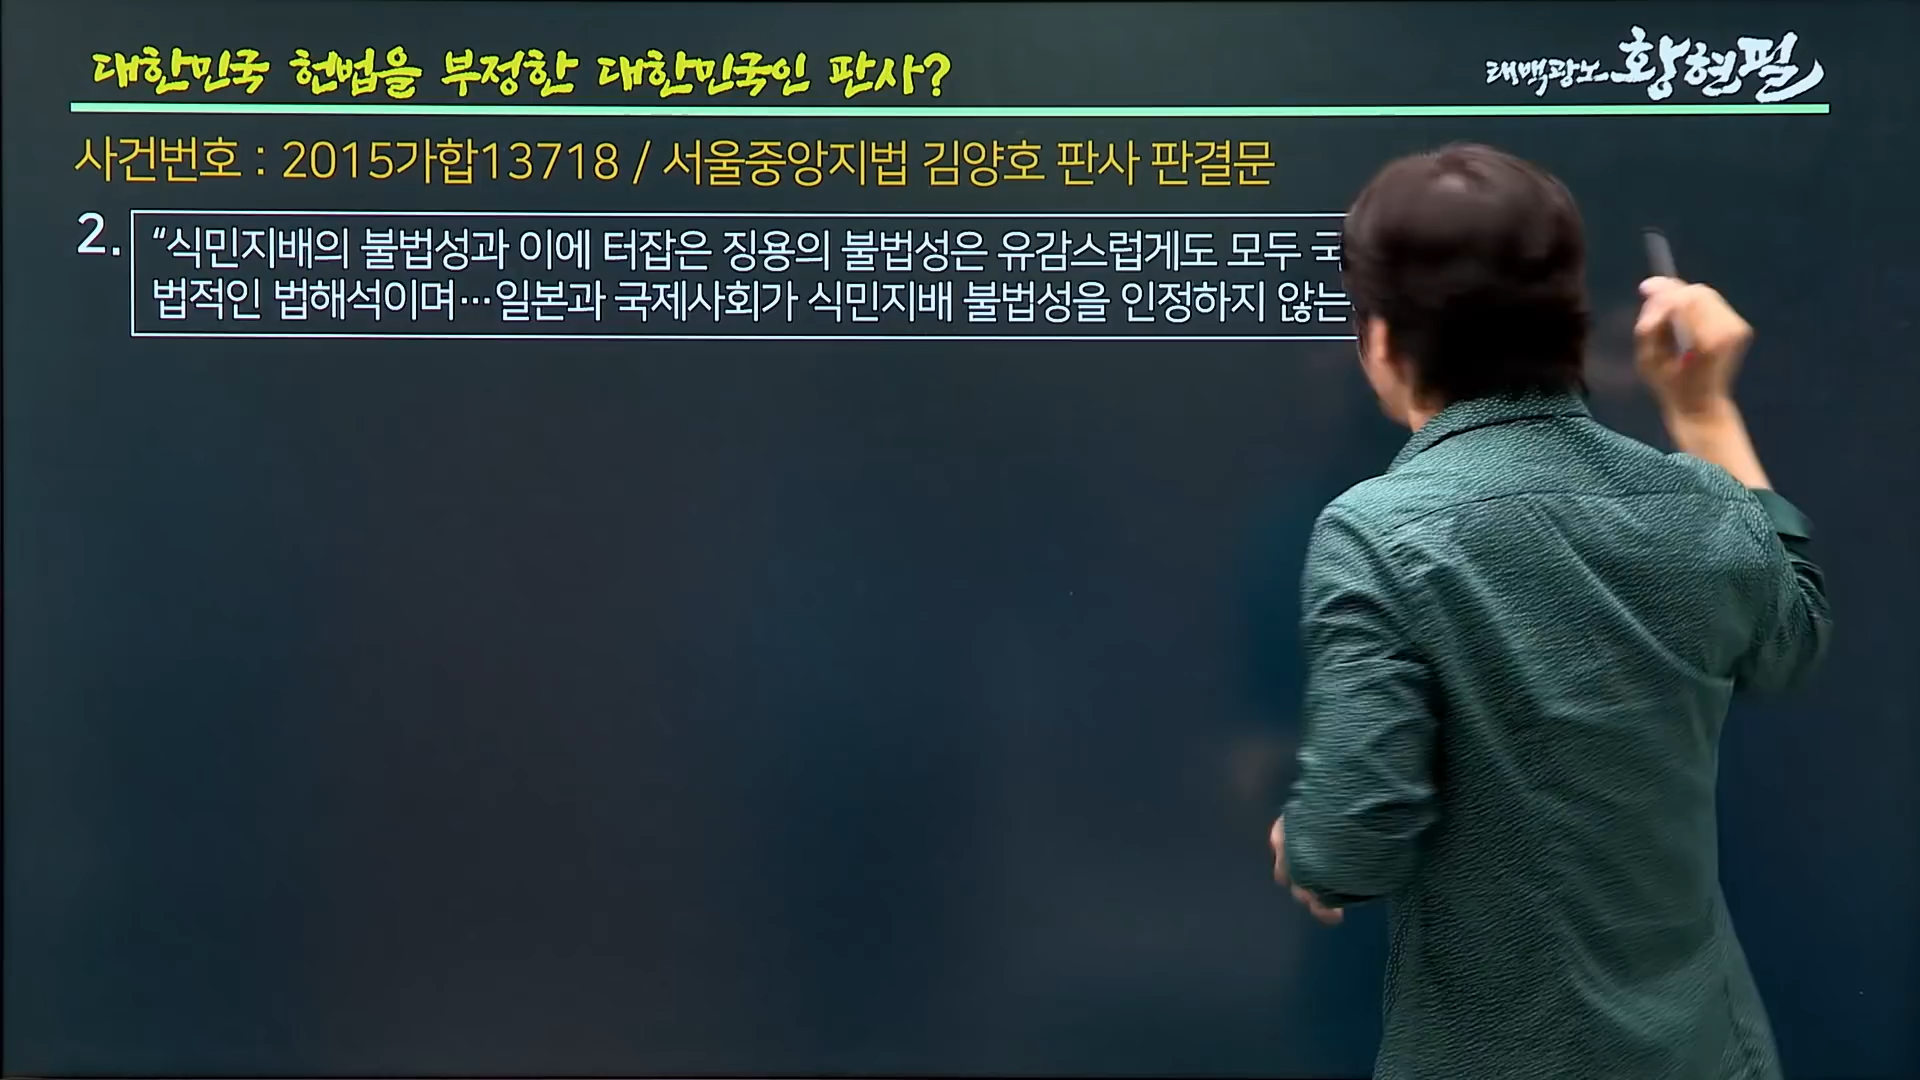 대한민국 헌법을 부정한 대한민국인 판사?
태백광노 황현필
사건번호 : 2015가합13718 / 서울중앙지법 김양호 판사 판결문
2. “식민지배의 불법성과 이에 터잡은 징용의 불법성은 유감스럽게도 모두
법적인 법해석이며…일본과 국제사회가 식민지배 불법성을 인정하지 않는